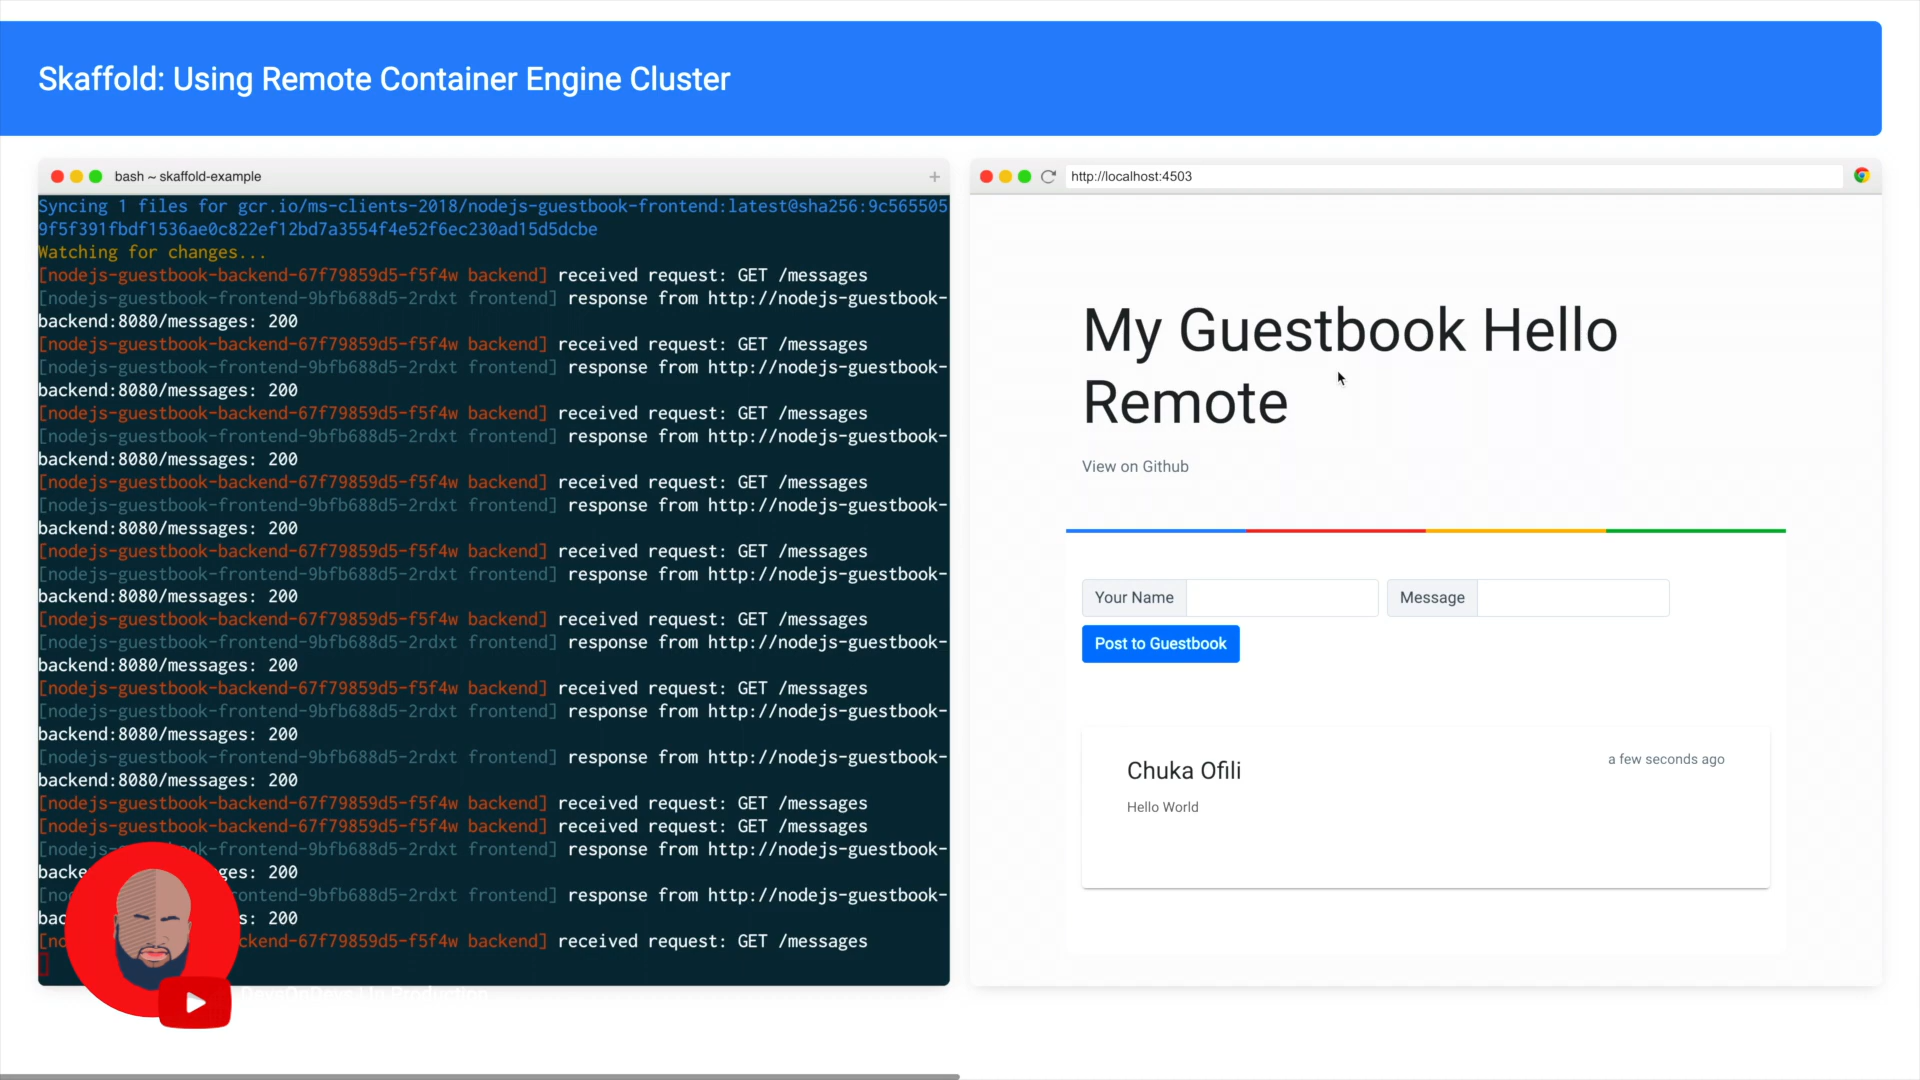 Skaffold: Using Remote Container Engine Cluster
bash ~ skaffold-example
Syncing 1 files for gcr.io/ms-clients-2018/nodejs-guestbook-frontend:latest@sha256:9c565505
9f5f391fbdf1536ae0c822ef12bd7a3554f4e52f6ec230ad15d5dcbe
Watching for changes...
[nodejs-guestbook-backend-67f79859d5-f5f4w backend] received request: GET /messages
[nodejs-guestbook-frontend-9bfb688d5-2rdxt frontend] response from http://nodejs-guestbook-
backend:8080/messages: 200
[nodejs-guestbook-backend-67f79859d5-f5f4w backend] received request: GET /messages
[nodejs-guestbook-frontend-9bfb688d5-2rdxt frontend] response from http://nodejs-guestbook-
backend:8080/messages: 200
[nodejs-guestbook-backend-67f79859d5-f5f4w backend] received request: GET /messages
[nodejs-guestbook-frontend-9bfb688d5-2rdxt frontend] response from http://nodejs-guestbook-
backend:8080/messages: 200
[nodejs-guestbook-backend-67f79859d5-f5f4w backend] received request: GET /messages
[nodejs-guestbook-frontend-9bfb688d5-2rdxt frontend] response from http://nodejs-guestbook-
backend:8080/messages: 200
[nodejs-guestbook-backend-67f79859d5-f5f4w backend] received request: GET /messages
[nodejs-guestbook-frontend-9bfb688d5-2rdxt frontend] response from http://nodejs-guestbook-
backend:8080/messages: 200
[nodejs-guestbook-backend-67f79859d5-f5f4w backend] received request: GET /messages
[nodejs-guestbook-frontend-9bfb688d5-2rdxt frontend] response from http://nodejs-guestbook-
backend:8080/messages: 200
[nodejs-guestbook-backend-67f79859d5-f5f4w backend] received request: GET /messages
[nodejs-guestbook-frontend-9bfb688d5-2rdxt frontend] response from http://nodejs-guestbook-
backend:8080/messages: 200
[nodejs-guestbook-frontend-9bfb688d5-2rdxt frontend] response from http://nodejs-guestbook-
backend:8080/messages: 200
[nodejs-guestbook-backend-67f79859d5-f5f4w backend] received request: GET /messages
[nodejs-guestbook-backend-67f79859d5-f5f4w backend] received request: GET /messages
[nodejs-guestbook-frontend-9bfb688d5-2rdxt frontend] response from http://nodejs-guestbook-
backe ges: 200
[no ontend-9bfb688d5-2rdxt frontend] response from http://nodejs-guestbook-
bac s: 200
[no ckend-67f79859d5-f5f4w backend] received request: GET /messages
http://localhost:4503
My Guestbook Hello
Remote
View on Github
Your Name
Message
Post to Guestbook
Chuka Ofili
a few seconds ago
Hello World